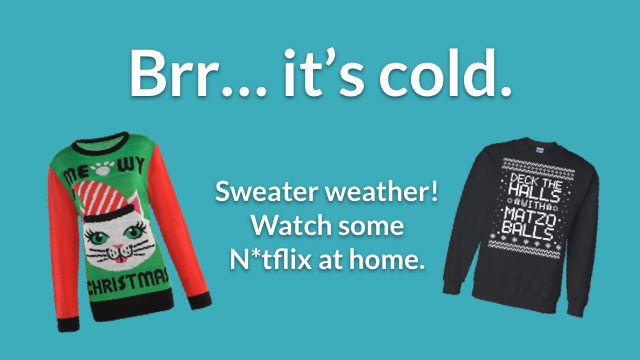 Brr... it's cold.
ME WY
CHRISTMAS
Sweater weather!
Watch some
N*tflix at home.
DECK THE
HALLS
WITH
MATZO
BALLS